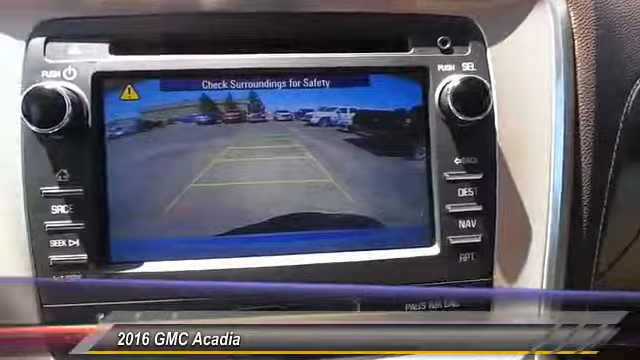 Check Surroundings for Safety
PUSH
PUSH SEL
BACK
SRCE
DEST
SEEK
NAV
RPT
2016 GMC Acadia